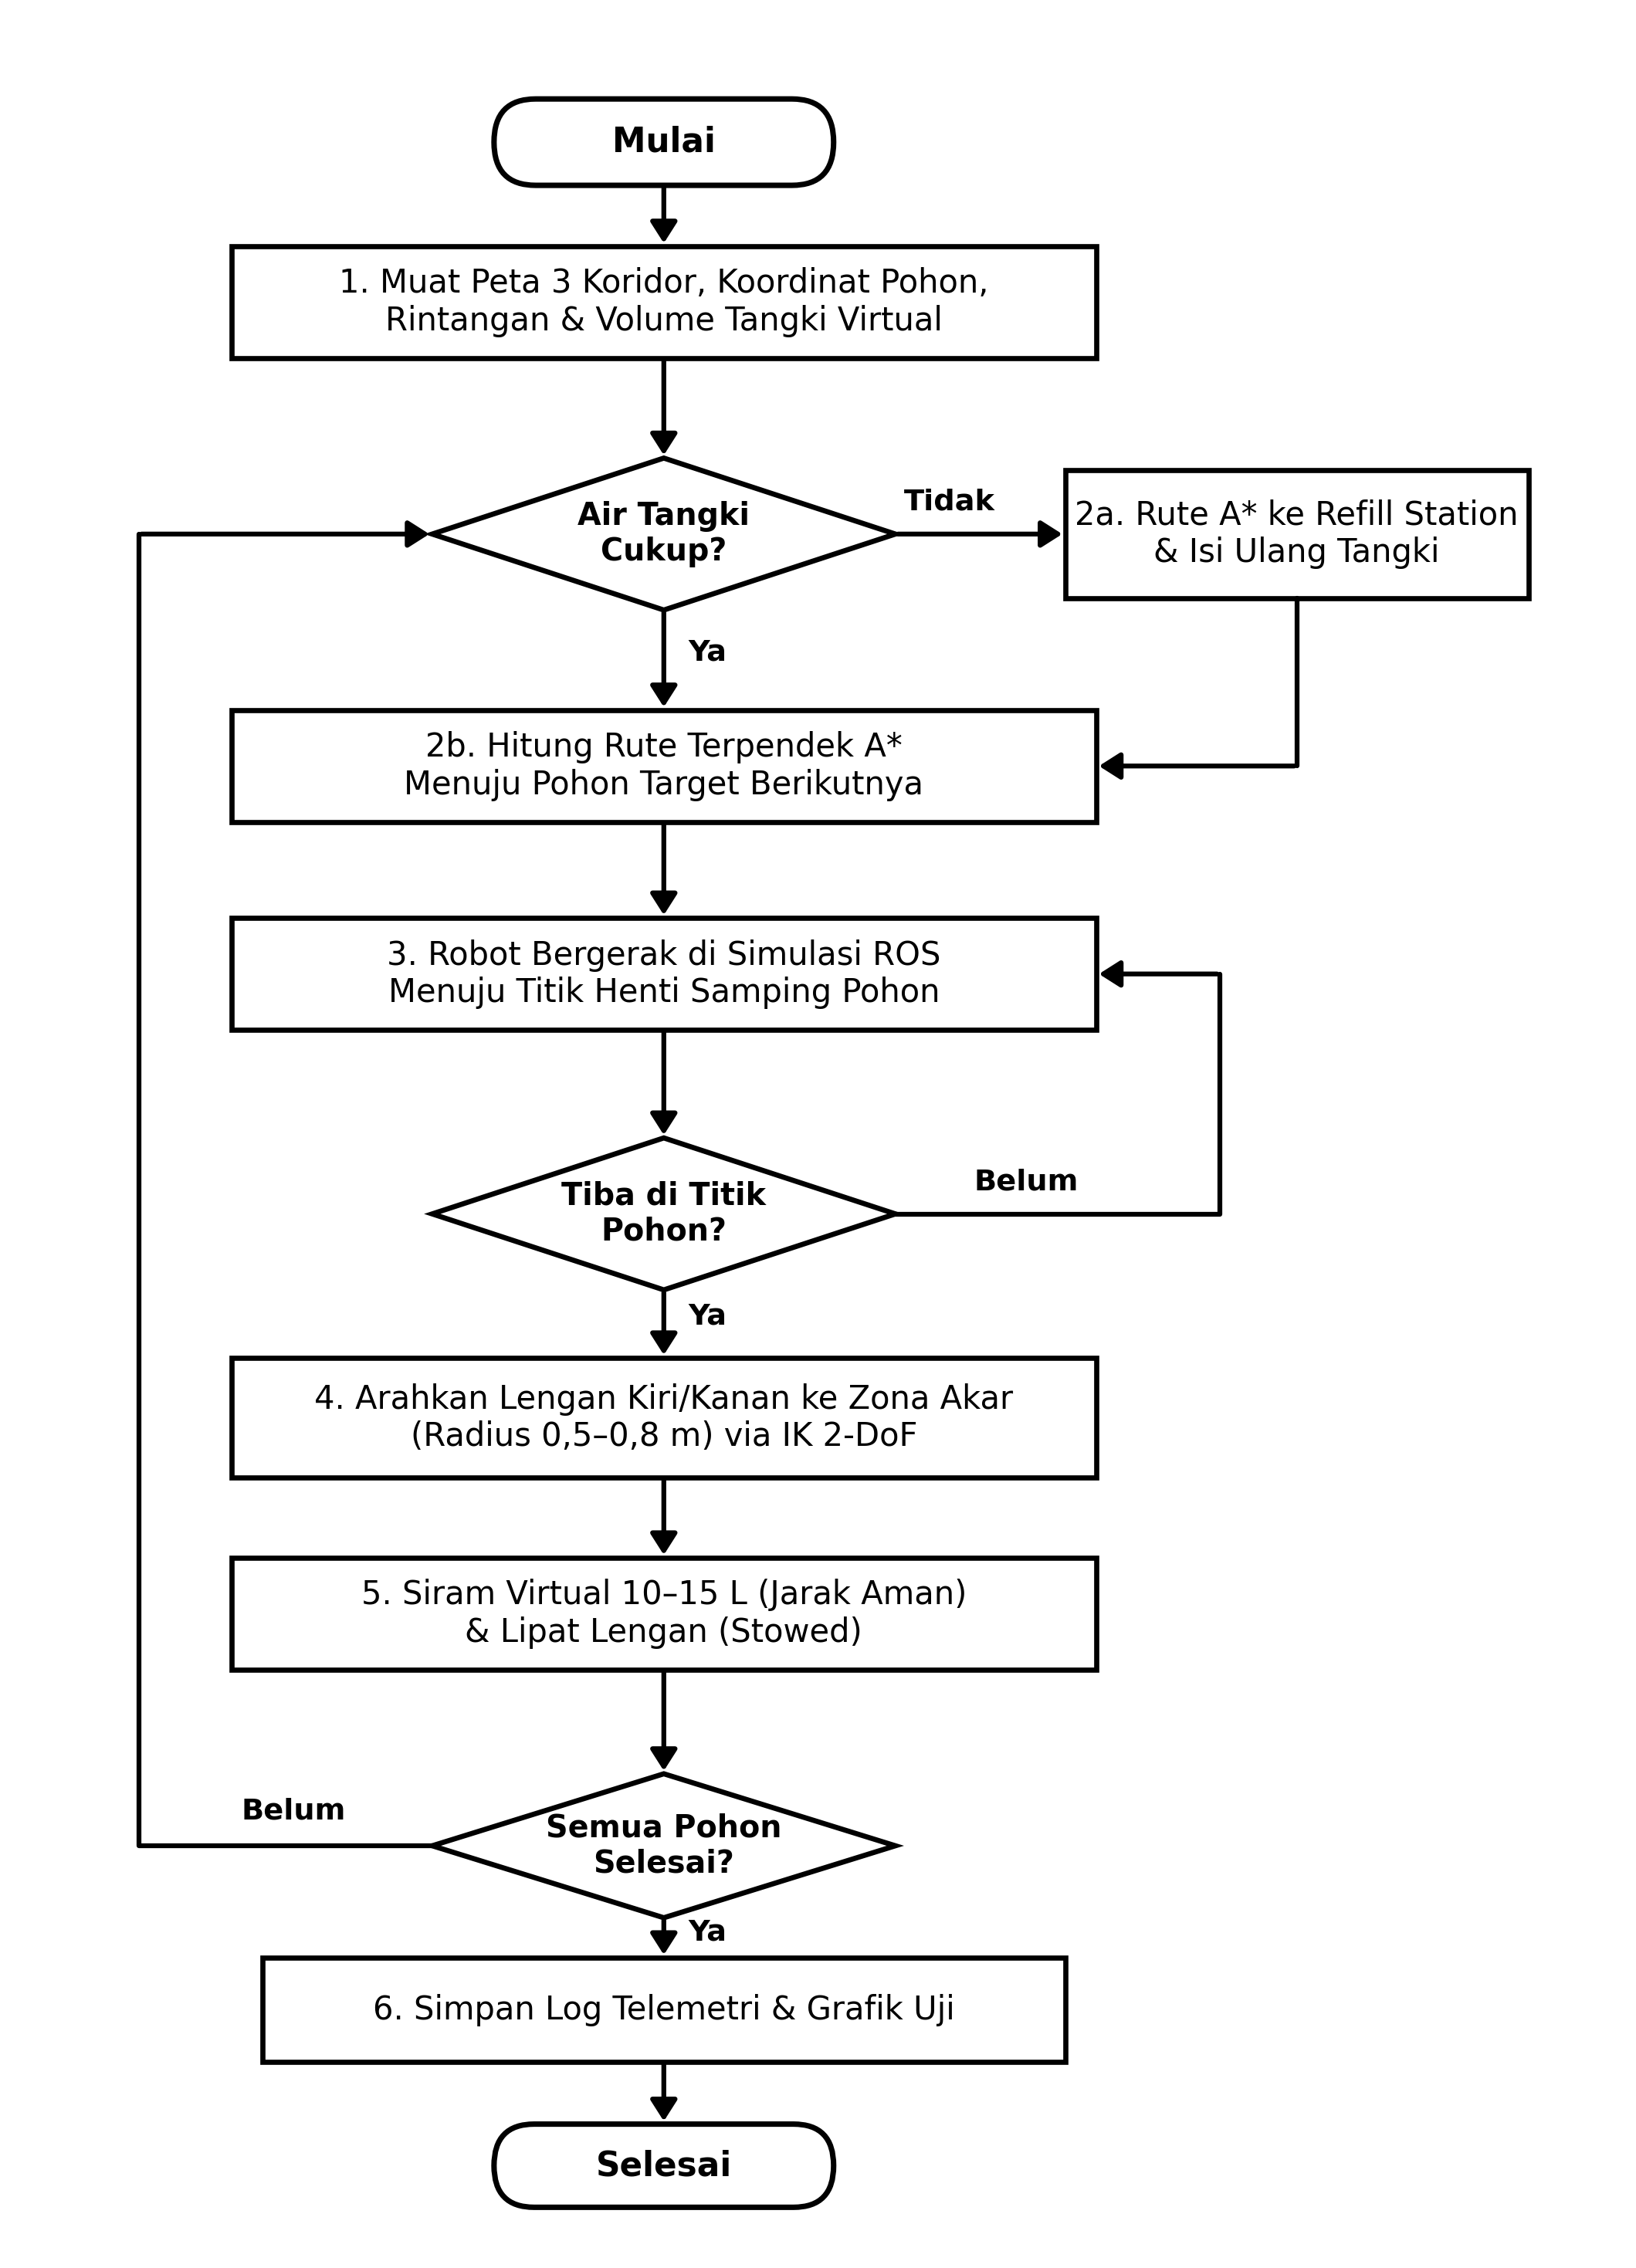 Mulai
1. Muat Peta 3 Koridor, Koordinat Pohon,
Rintangan & Volume Tangki Virtual
Air Tangki
Cukup?
Tidak
2a. Rute A* ke Refill Station
& Isi Ulang Tangki
Ya
2b. Hitung Rute Terpendek A*
Menuju Pohon Target Berikutnya
3. Robot Bergerak di Simulasi ROS
Menuju Titik Henti Samping Pohon
Tiba di Titik
Pohon?
Belum
Ya
4. Arahkan Lengan Kiri/Kanan ke Zona Akar
(Radius 0,5–0,8 m) via IK 2-DoF
5. Siram Virtual 10–15 L (Jarak Aman)
& Lipat Lengan (Stowed)
Belum
Semua Pohon
Selesai?
Ya
6. Simpan Log Telemetri & Grafik Uji
Selesai